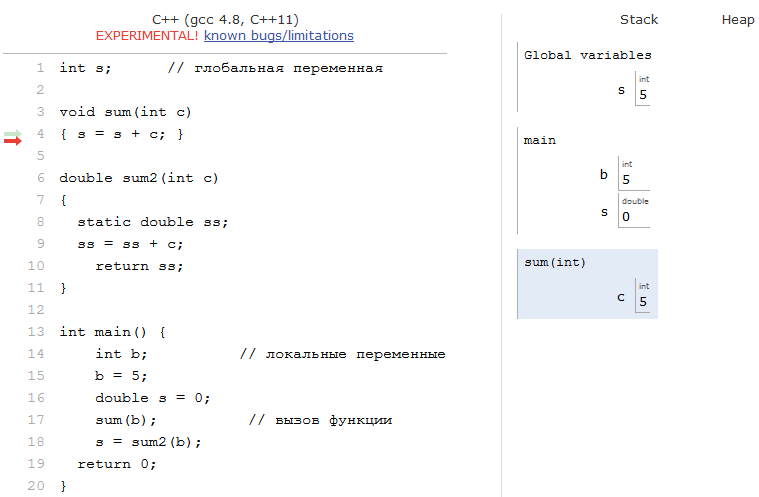 C++ (gcc 4.8, C++11)
EXPERIMENTAL! known bugs/limitations
1 int s; // глобальная переменная
2
3 void sum(int c)
4 { s = s + c; }
5
6 double sum2(int c)
7 {
8 static double ss;
9 ss = ss + c;
10 return ss;
11 }
12
13 int main() {
14 int b; // локальные переменные
15 b = 5;
16 double s = 0;
17 sum(b); // вызов функции
18 s = sum2(b);
19 return 0;
20 }
Stack Heap
Global variables
int
s 5
main
int
b 5
double
s 0
sum(int)
int
c 5